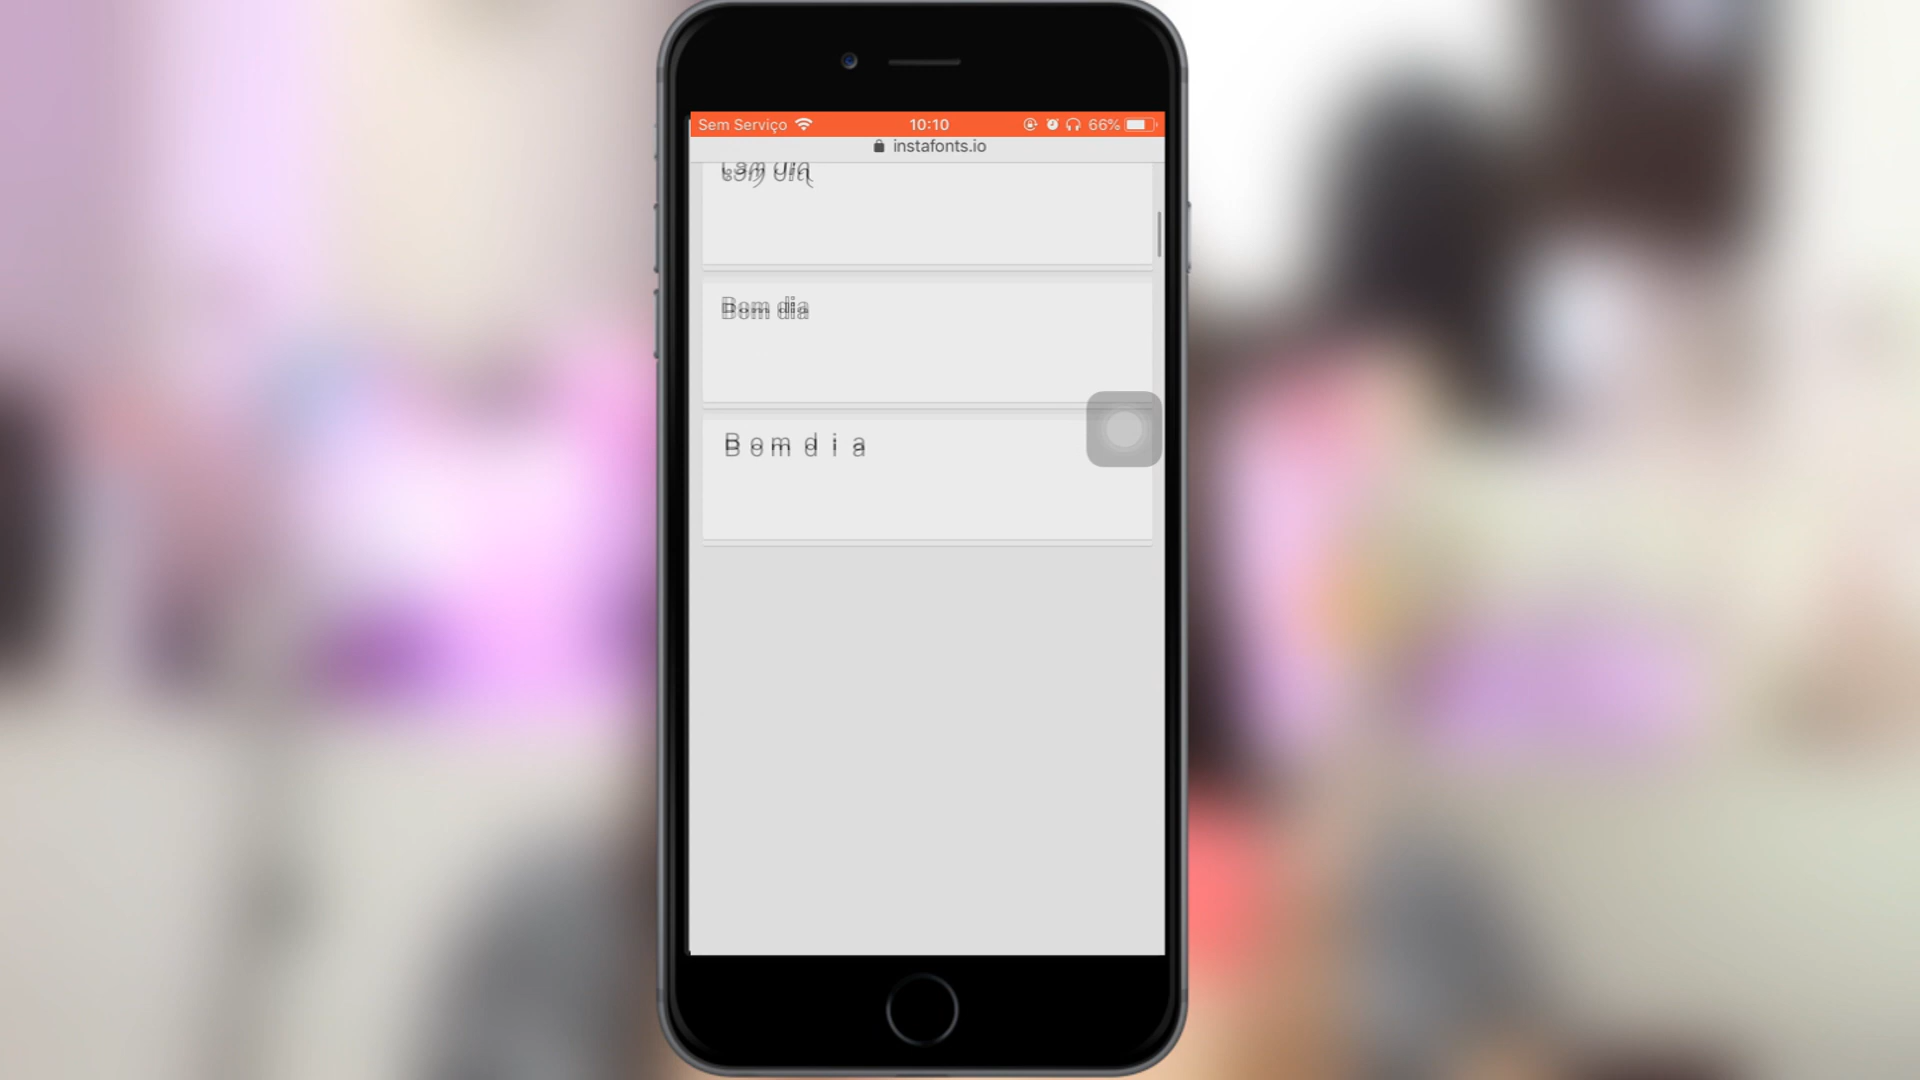 Sem Serviço 10:10 66%
instafonts.io
Bom dia
B o m d i a